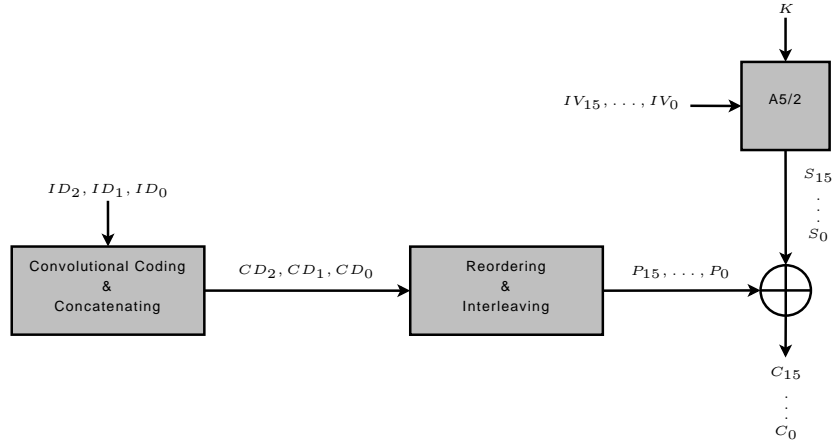 K
A5/2
IV₁₅, . . . , IV₀
S₁₅
.
.
.
S₀
ID₂, ID₁, ID₀
Convolutional Coding
&
Concatenating
CD₂, CD₁, CD₀
Reordering
&
Interleaving
P₁₅, . . . , P₀
C₁₅
.
.
.
C₀